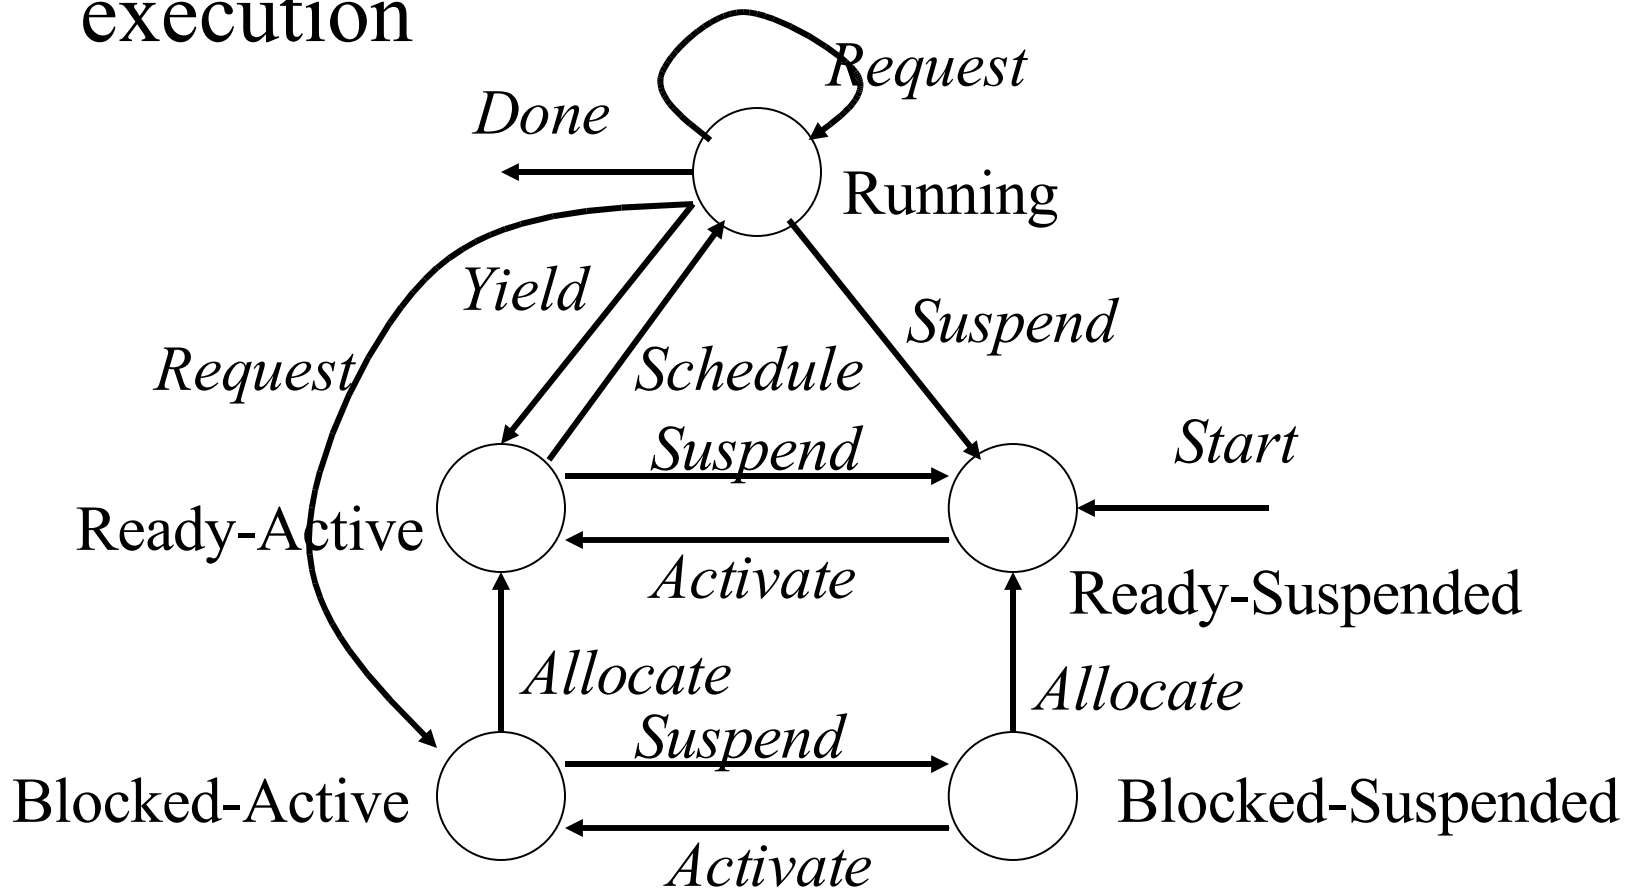 execution
Request
Done
Running
Yield
Suspend
Request
Schedule
Suspend
Start
Ready-Active
Activate
Ready-Suspended
Allocate
Allocate
Suspend
Blocked-Active
Blocked-Suspended
Activate